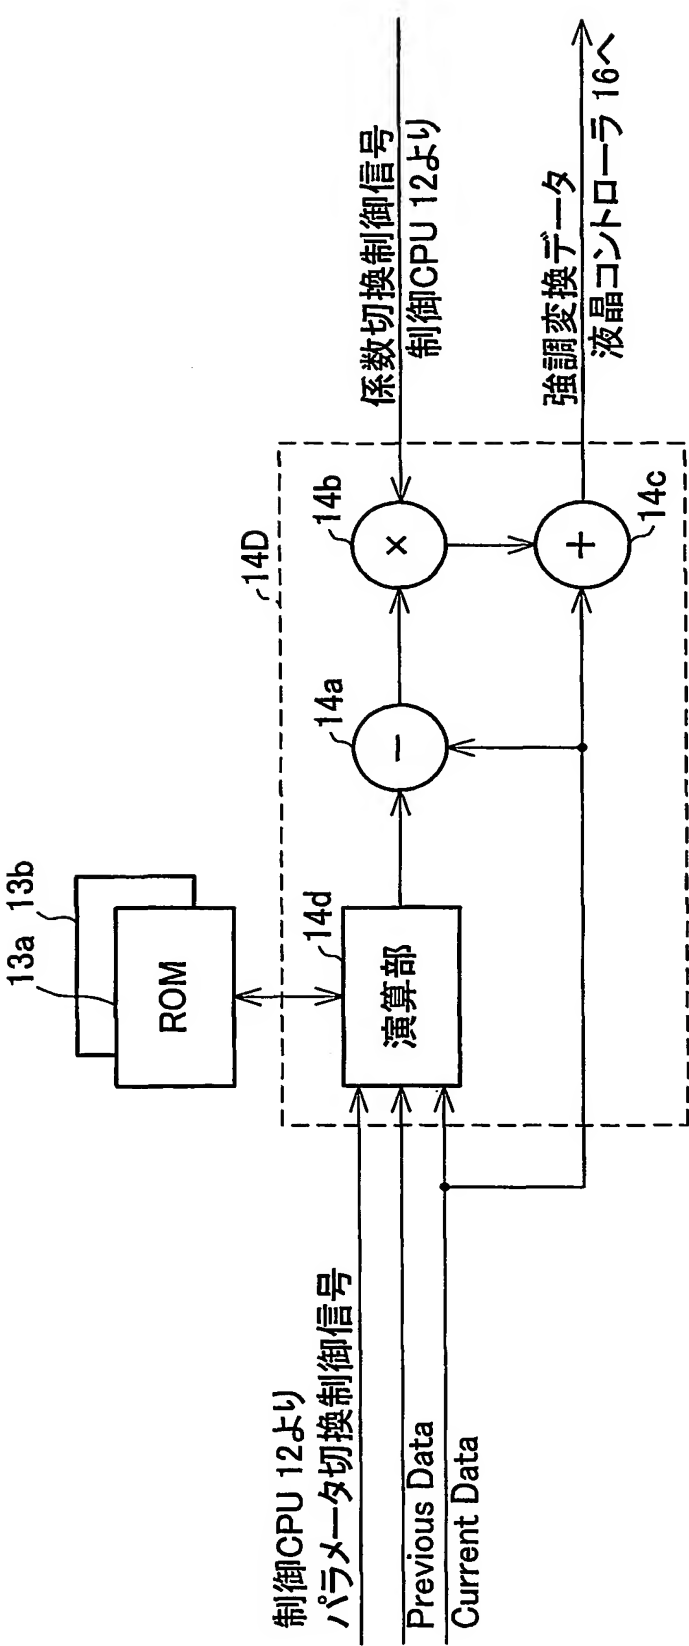 13a
13b
ROM
14D
14d
演算部
14a
−
14b
×
14c
+
制御CPU 12より
パラメータ切換制御信号
Previous Data
Current Data
係数切換制御信号
制御CPU 12より
強調変換データ
液晶コントローラ 16へ